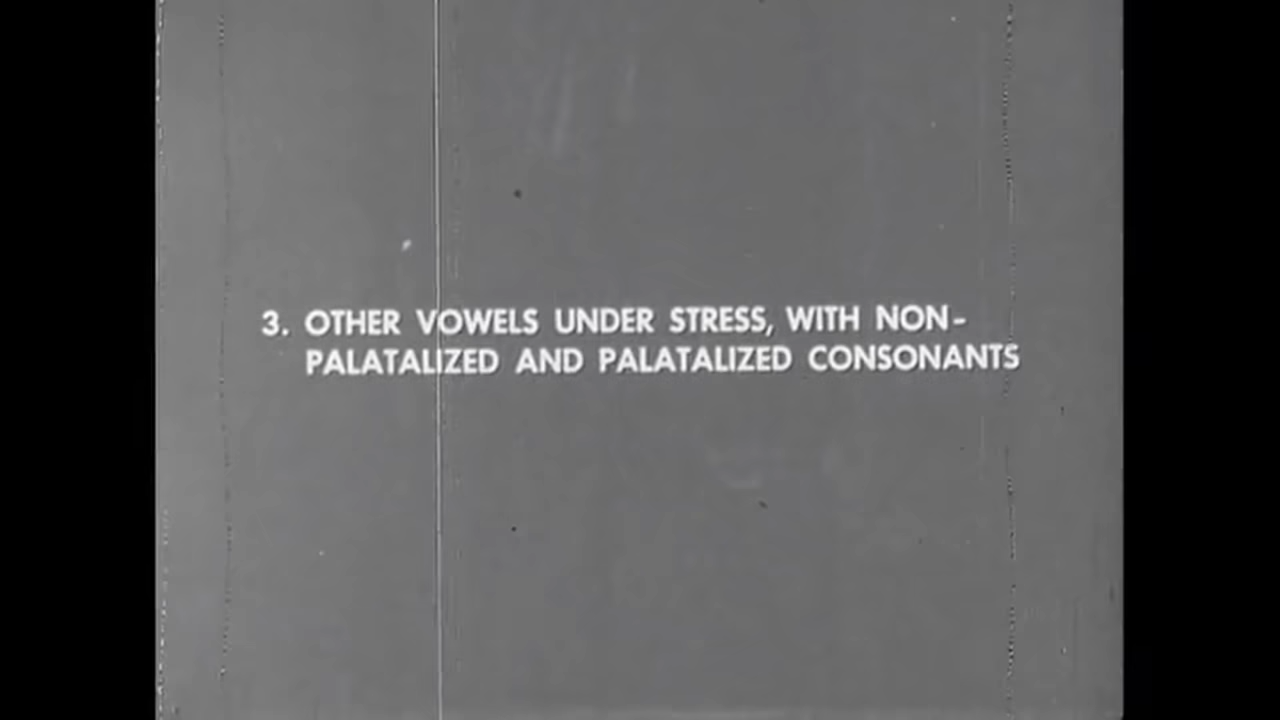 3. OTHER VOWELS UNDER STRESS, WITH NON-
PALATALIZED AND PALATALIZED CONSONANTS